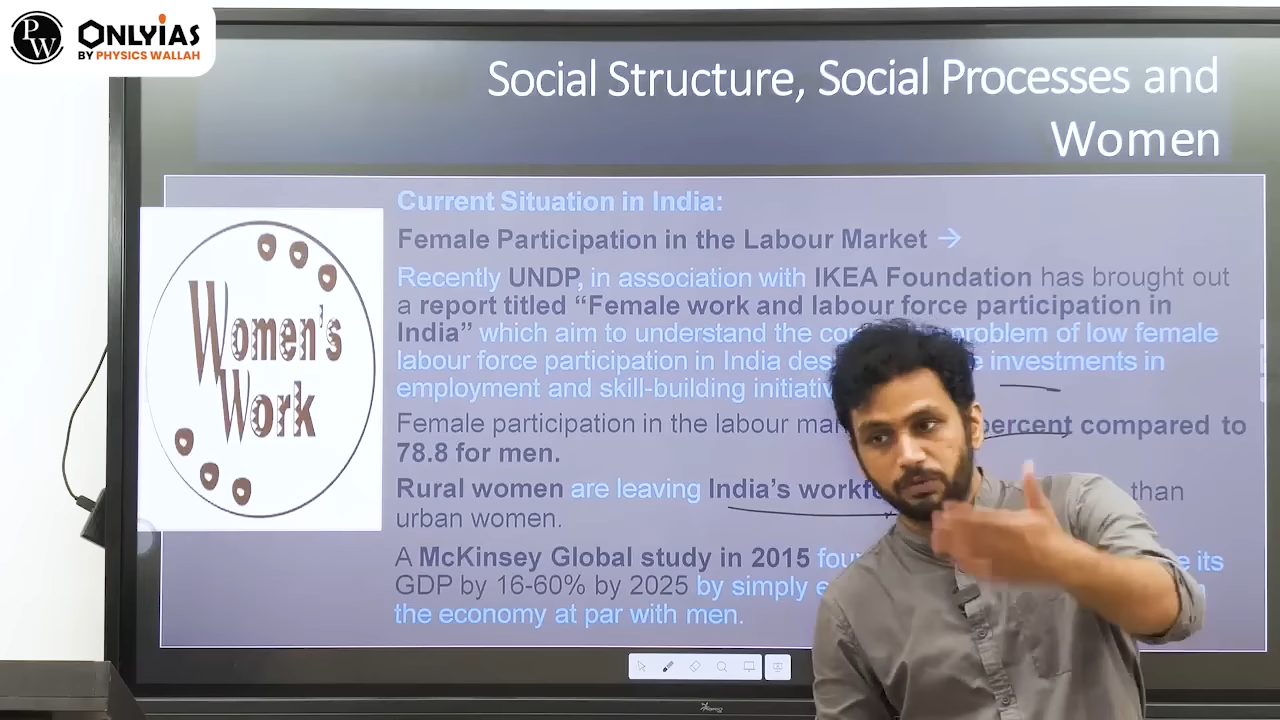 PW
ONLYIAS
BY PHYSICS WALLAH
Social Structure, Social Processes and
Women
Women's
Work
Current Situation in India:
Female Participation in the Labour Market →
Recently UNDP, in association with IKEA Foundation has brought out
a report titled “Female work and labour force participation in
India” which aim to understand the problem of low female
labour force participation in India investments in
employment and skill-building
Female participation in the labour percent compared to
78.8 for men.
Rural women are leaving India's than
urban women.
A McKinsey Global study in 2015 its
GDP by 16-60% by 2025 by simply
the economy at par with men.